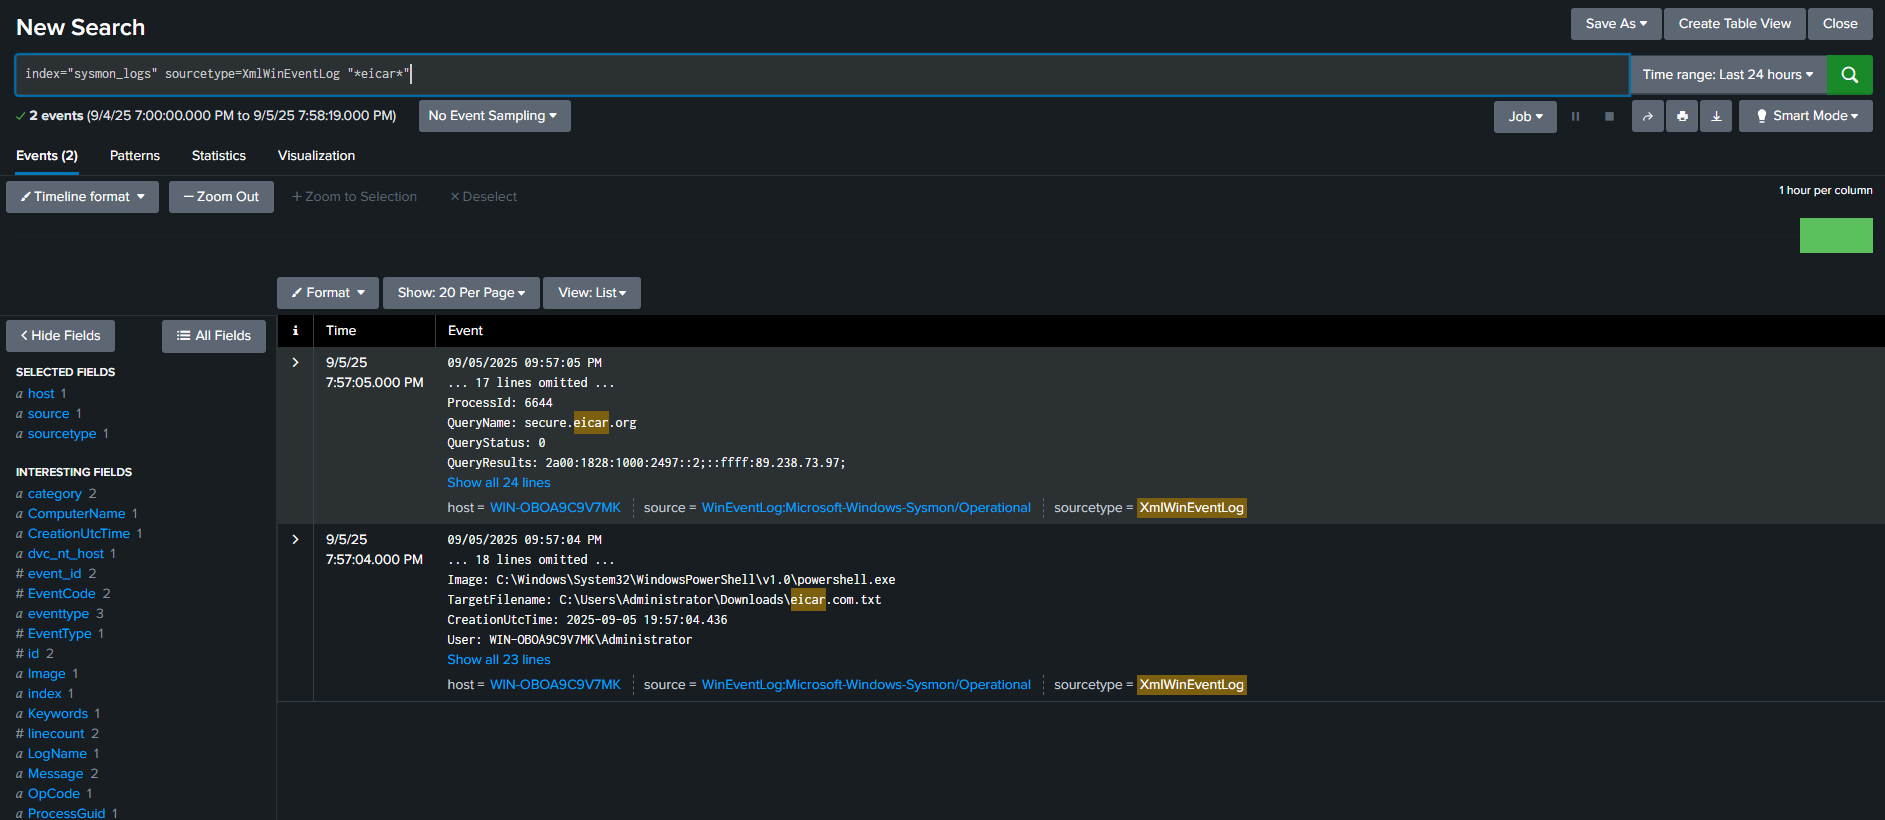 New Search
Save As
Create Table View
Close
index="sysmon_logs" sourcetype=XmlWinEventLog "*eicar*"
Time range: Last 24 hours
2 events (9/4/25 7:00:00.000 PM to 9/5/25 7:58:19.000 PM)
No Event Sampling
Job
Smart Mode
Events (2)
Patterns
Statistics
Visualization
Timeline format
Zoom Out
Zoom to Selection
Deselect
1 hour per column
Format
Show: 20 Per Page
View: List
Hide Fields
All Fields
SELECTED FIELDS
a host 1
a source 1
a sourcetype 1
INTERESTING FIELDS
a category 2
a ComputerName 1
a CreationUtcTime 1
a dvc_nt_host 1
# event_id 2
# EventCode 2
a eventtype 3
# EventType 1
# id 2
a Image 1
a index 1
a Keywords 1
# linecount 2
a LogName 1
a Message 2
a OpCode 1
a ProcessGuid 1
i Time Event
9/5/25
7:57:05.000 PM
09/05/2025 09:57:05 PM
... 17 lines omitted ...
ProcessId: 6644
QueryName: secure.eicar.org
QueryStatus: 0
QueryResults: 2a00:1828:1000:2497::2;::ffff:89.238.73.97;
Show all 24 lines
host = WIN-OBOA9C9V7MK source = WinEventLog:Microsoft-Windows-Sysmon/Operational sourcetype = XmlWinEventLog
9/5/25
7:57:04.000 PM
09/05/2025 09:57:04 PM
... 18 lines omitted ...
Image: C:\Windows\System32\WindowsPowerShell\v1.0\powershell.exe
TargetFilename: C:\Users\Administrator\Downloads\eicar.com.txt
CreationUtcTime: 2025-09-05 19:57:04.436
User: WIN-OBOA9C9V7MK\Administrator
Show all 23 lines
host = WIN-OBOA9C9V7MK source = WinEventLog:Microsoft-Windows-Sysmon/Operational sourcetype = XmlWinEventLog